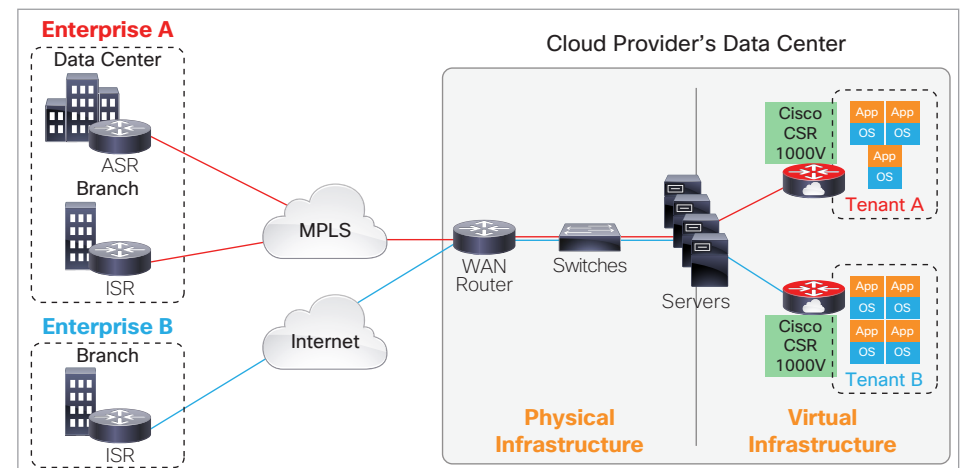 Enterprise A
Data Center
ASR
Branch
ISR
Enterprise B
Branch
ISR
MPLS
Internet
Cloud Provider's Data Center
WAN
Router
Switches
Servers
Physical
Infrastructure
Cisco
CSR
1000V
App App
OS OS
App
OS
Tenant A
Cisco
CSR
1000V
App App
OS OS
App App
OS OS
Tenant B
Virtual
Infrastructure